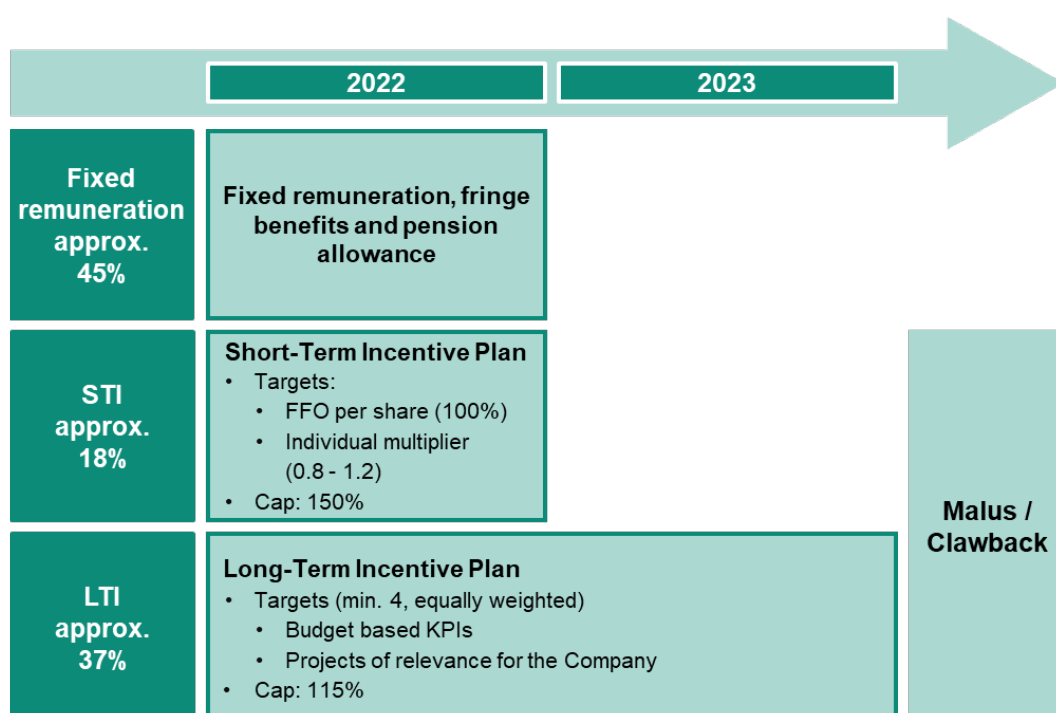 2022
2023
Fixed
remuneration
approx.
45%
Fixed remuneration, fringe
benefits and pension
allowance
STI
approx.
18%
Short-Term Incentive Plan
• Targets:
• FFO per share (100%)
• Individual multiplier
(0.8 - 1.2)
• Cap: 150%
LTI
approx.
37%
Long-Term Incentive Plan
• Targets (min. 4, equally weighted)
• Budget based KPIs
• Projects of relevance for the Company
• Cap: 115%
Malus /
Clawback